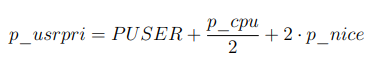 p_usrpri = PUSER + p_cpu/2 + 2 · p_nice